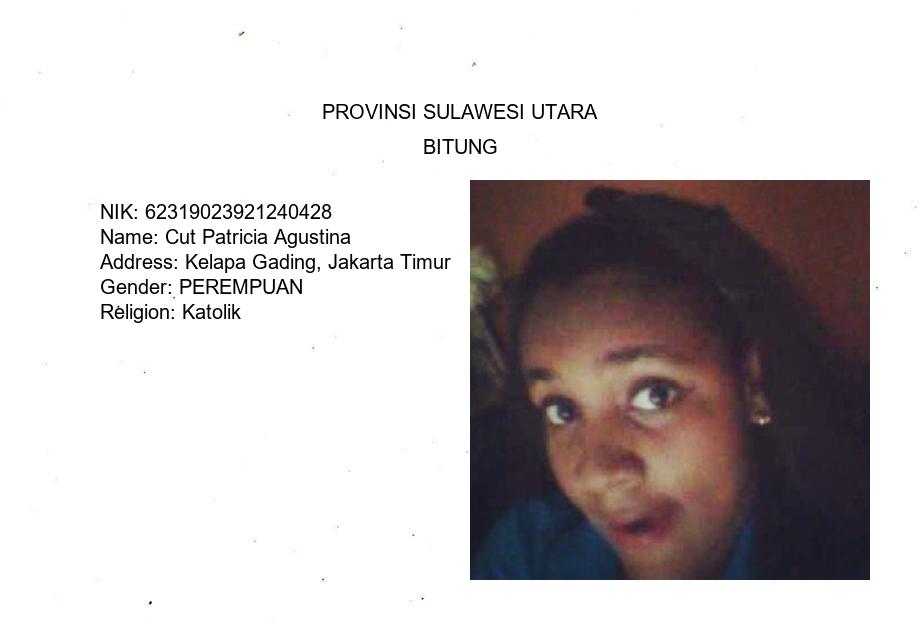 PROVINSI SULAWESI UTARA
BITUNG
NIK: 62319023921240428
Name: Cut Patricia Agustina
Address: Kelapa Gading, Jakarta Timur
Gender: PEREMPUAN
Religion: Katolik